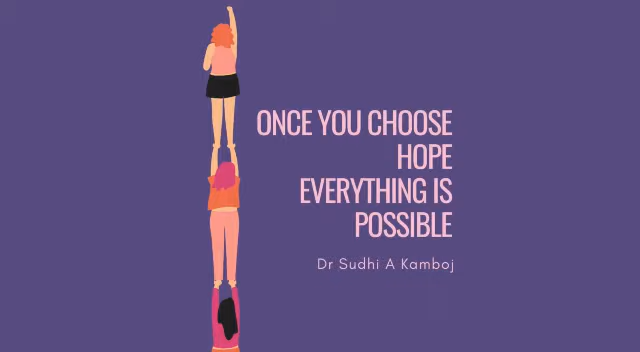 ONCE YOU CHOOSE
HOPE
EVERYTHING IS
POSSIBLE
Dr Sudhi A Kamboj